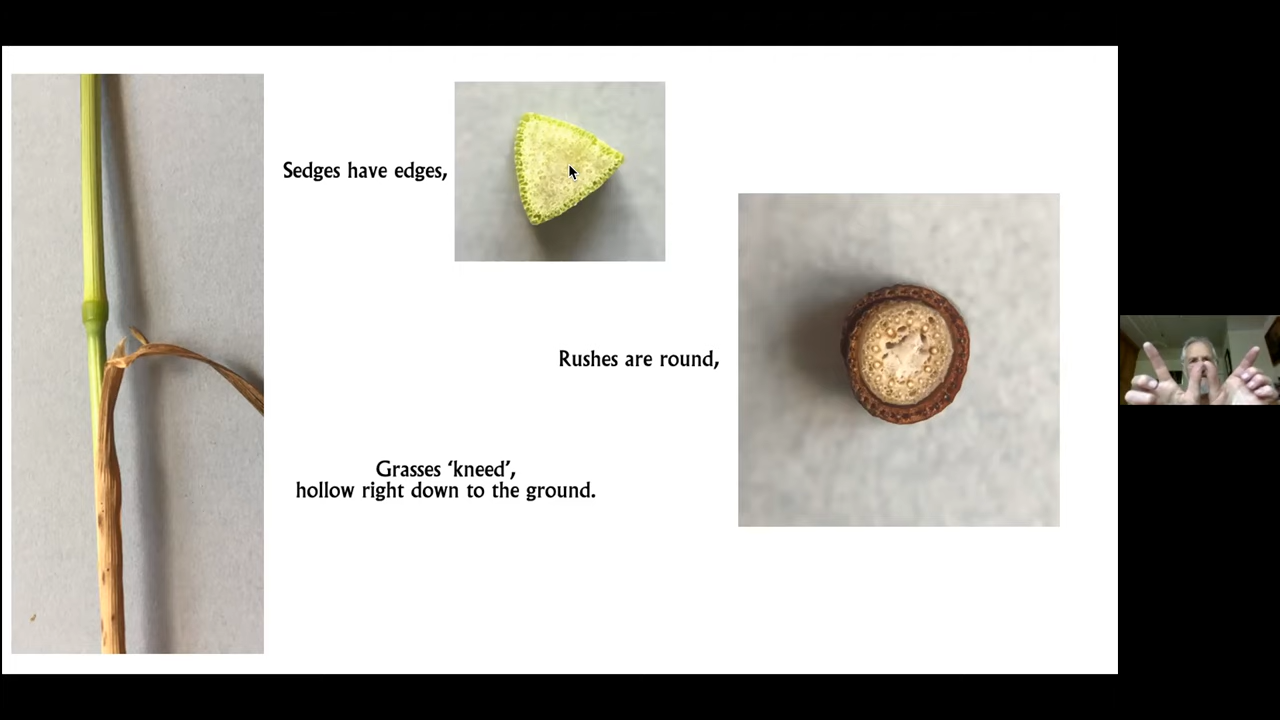 Sedges have edges,
Rushes are round,
Grasses ‘kneed’,
hollow right down to the ground.